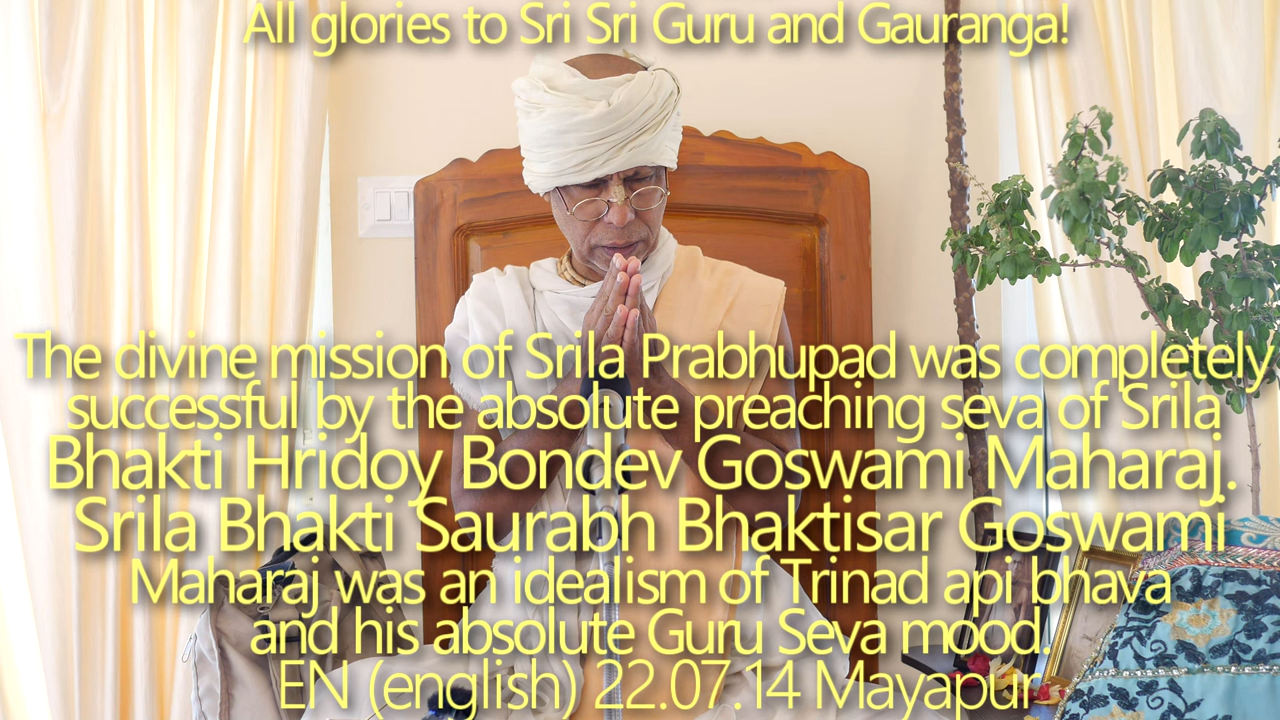 All glories to Sri Sri Guru and Gauranga!
The divine mission of Srila Prabhupad was completely
successful by the absolute preaching seva of Srila
Bhakti Hridoy Bondev Goswami Maharaj.
Srila Bhakti Saurabh Bhaktisar Goswami
Maharaj was an idealism of Trinad api bhava
and his absolute Guru Seva mood.
EN (english) 22.07.14 Mayapur